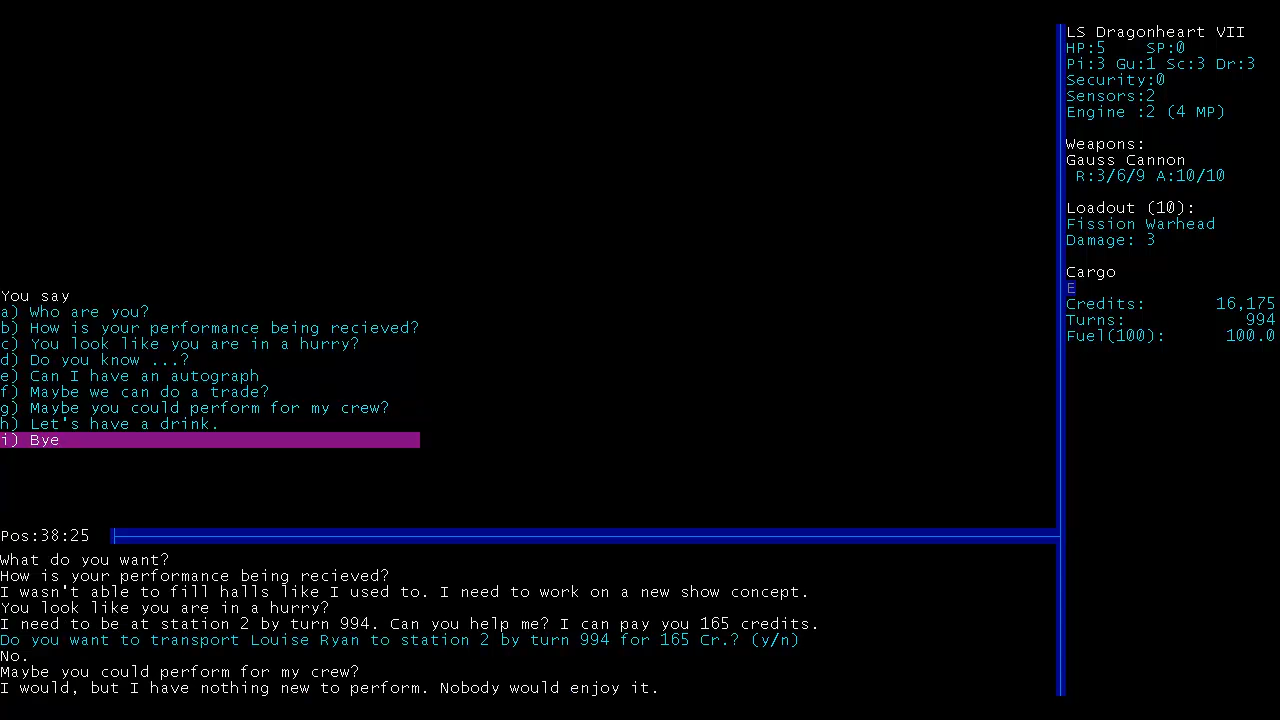 You say
a) Who are you?
b) How is your performance being recieved?
c) You look like you are in a hurry?
d) Do you know ...?
e) Can I have an autograph
f) Maybe we can do a trade?
g) Maybe you could perform for my crew?
h) Let's have a drink.
i) Bye
Pos:38:25
What do you want?
How is your performance being recieved?
I wasn't able to fill halls like I used to. I need to work on a new show concept.
You look like you are in a hurry?
I need to be at station 2 by turn 994. Can you help me? I can pay you 165 credits.
Do you want to transport Louise Ryan to station 2 by turn 994 for 165 Cr.? (y/n)
No.
Maybe you could perform for my crew?
I would, but I have nothing new to perform. Nobody would enjoy it.
LS Dragonheart VII
HP:5 SP:0
Pi:3 Gu:1 Sc:3 Dr:3
Security:0
Sensors:2
Engine :2 (4 MP)
Weapons:
Gauss Cannon
R:3/6/9 A:10/10
Loadout (10):
Fission Warhead
Damage: 3
Cargo
E
Credits: 16,175
Turns: 994
Fuel(100): 100.0